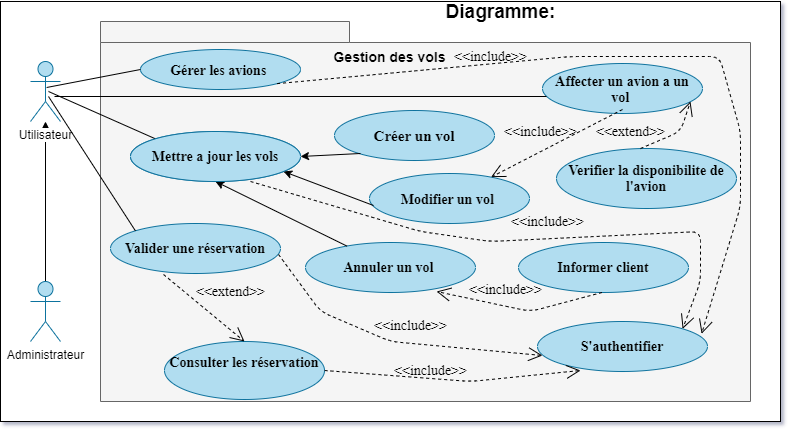 Diagramme:
Gestion des vols
<<include>>
Gérer les avions
Affecter un avion a un
vol
Utilisateur
Créer un vol
<<include>>
<<extend>>
Mettre a jour les vols
Verifier la disponibilite de
l'avion
Modifier un vol
<<include>>
Valider une réservation
Annuler un vol
Informer client
<<extend>>
<<include>>
<<include>>
Administrateur
S'authentifier
Consulter les réservation
<<include>>